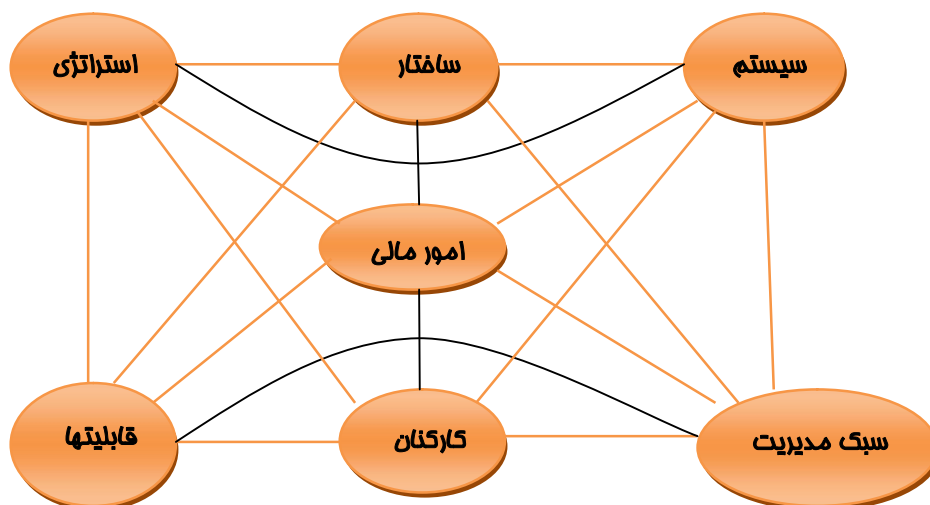 سیستم
ساختار
استراتژی
امور مالی
سبک مدیریت
کارکنان
قابلیتها